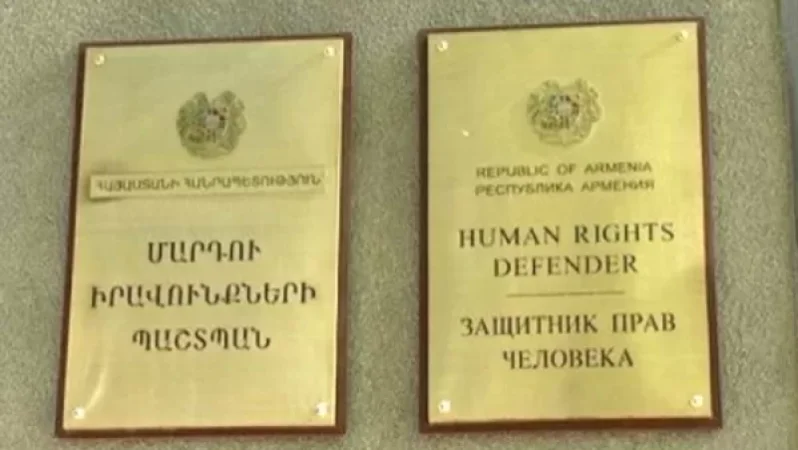 ՀԱՅԱՍՏԱՆԻ ՀԱՆՐԱՊԵՏՈՒԹՅՈՒՆ
ՄԱՐԴՈՒ
ԻՐԱՎՈՒՆՔՆԵՐԻ
ՊԱՇՏՊԱՆ
REPUBLIC OF ARMENIA
РЕСПУБЛИКА АРМЕНИЯ
HUMAN RIGHTS
DEFENDER
ЗАЩИТНИК ПРАВ
ЧЕЛОВЕКА